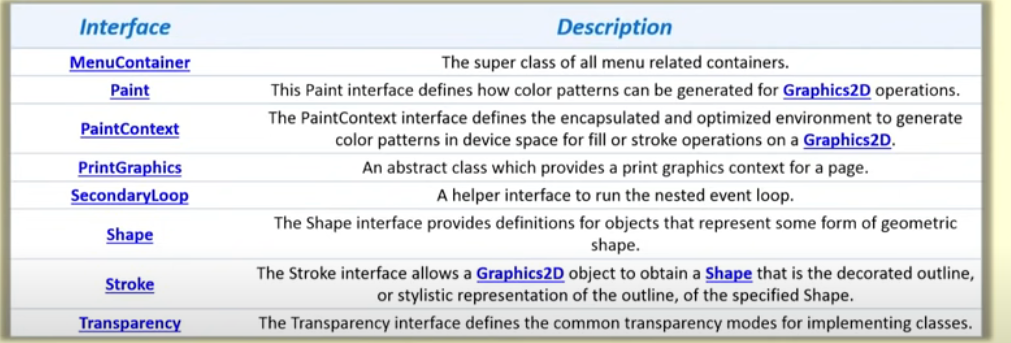 Interface Description
MenuContainer The super class of all menu related containers.
Paint This Paint interface defines how color patterns can be generated for Graphics2D operations.
PaintContext The PaintContext interface defines the encapsulated and optimized environment to generate
color patterns in device space for fill or stroke operations on a Graphics2D.
PrintGraphics An abstract class which provides a print graphics context for a page.
SecondaryLoop A helper interface to run the nested event loop.
Shape The Shape interface provides definitions for objects that represent some form of geometric
shape.
Stroke The Stroke interface allows a Graphics2D object to obtain a Shape that is the decorated outline,
or stylistic representation of the outline, of the specified Shape.
Transparency The Transparency interface defines the common transparency modes for implementing classes.